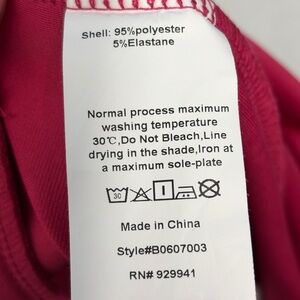 Shell: 95%polyester
5%Elastane
Normal process maximum
washing temperature
30℃,Do Not Bleach,Line
drying in the shade,Iron at
a maximum sole-plate
30
Made in China
Style#B0607003
RN# 929941